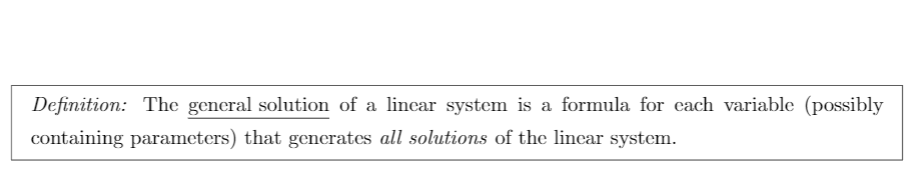 Definition: The general solution of a linear system is a formula for each variable (possibly
containing parameters) that generates all solutions of the linear system.